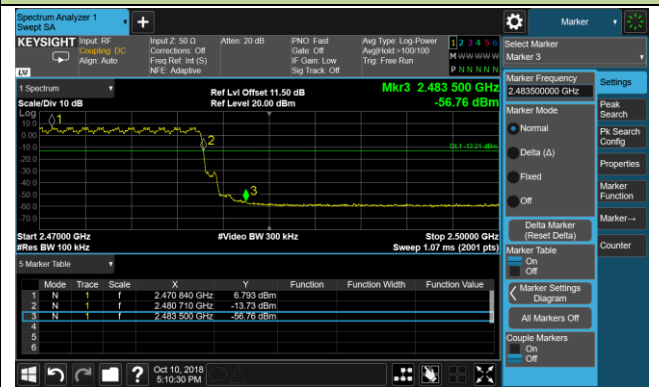 Spectrum Analyzer 1
Swept SA
Marker
KEYSIGHT
Input: RF
Coupling: DC
Align: Auto
Input Z: 50 Ω
Corrections: Off
Freq Ref: Int (S)
NFE: Adaptive
Atten: 20 dB
PNO: Fast
Gate: Off
IF Gain: Low
Sig Track: Off
Avg Type: Log-Power
Avg|Hold:>100/100
Trig: Free Run
1 2 3 4 5 6
M W W W W W
P N N N N N
LXI
Select Marker
Marker 3
1 Spectrum
Scale/Div 10 dB
Ref Lvl Offset 11.50 dB
Ref Level 20.00 dBm
Mkr3 2.483 500 GHz
-56.76 dBm
Log
10.0
0.00
-10.0
-20.0
-30.0
-40.0
-50.0
-60.0
-70.0
1
2
3
DL1 -13.21 dBm
Start 2.47000 GHz
#Video BW 300 kHz
Stop 2.50000 GHz
#Res BW 100 kHz
Sweep 1.07 ms (2001 pts)
5 Marker Table
Mode Trace Scale X Y Function Function Width Function Value
1 N 1 f 2.470 840 GHz 6.793 dBm
2 N 1 f 2.480 710 GHz -13.73 dBm
3 N 1 f 2.483 500 GHz -56.76 dBm
4
5
6
Marker Frequency
2.483500000 GHz
Marker Mode
Normal
Delta (Δ)
Fixed
Off
Delta Marker
(Reset Delta)
Marker Table
On
Off
Marker Settings
Diagram
All Markers Off
Couple Markers
On
Off
Settings
Peak
Search
Pk Search
Config
Properties
Marker
Function
Marker→
Counter
Oct 10, 2018
5:10:30 PM